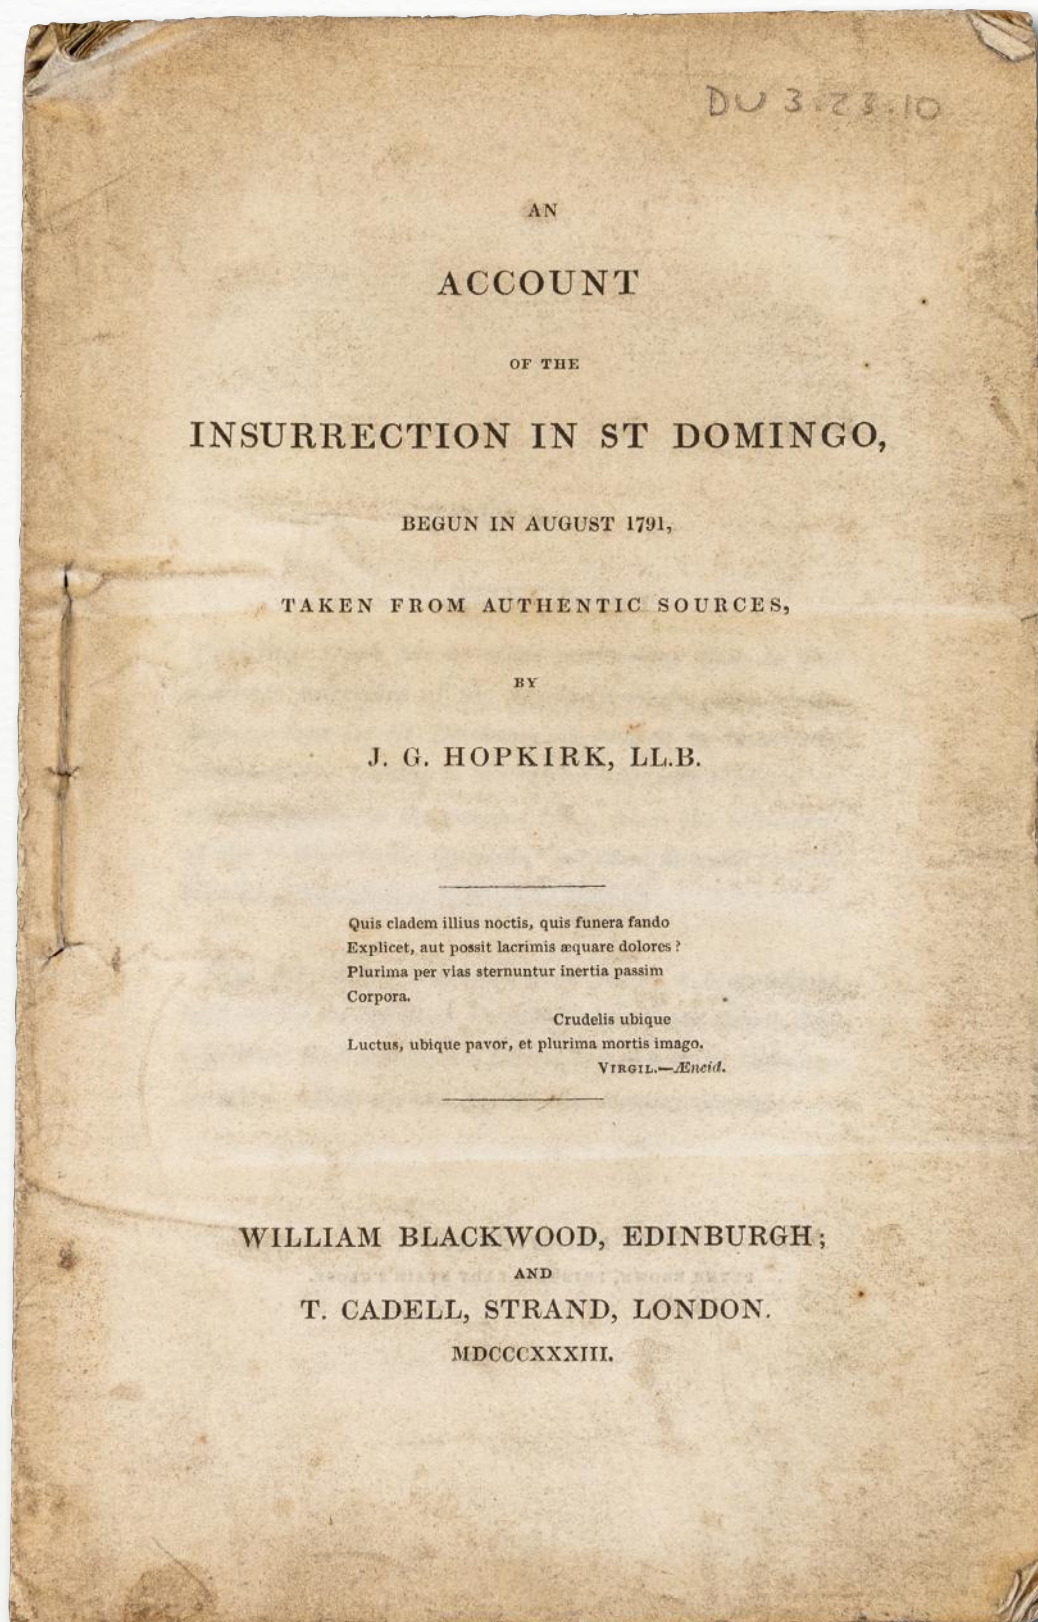 DU 3.23.10
AN
ACCOUNT
OF THE
INSURRECTION IN ST DOMINGO,
BEGUN IN AUGUST 1791,
TAKEN FROM AUTHENTIC SOURCES,
BY
J. G. HOPKIRK, LL.B.
Quis cladem illius noctis, quis funera fando
Explicet, aut possit lacrimis æquare dolores?
Plurima per vias sternuntur inertia passim
Corpora.
Crudelis ubique
Luctus, ubique pavor, et plurima mortis imago.
VIRGIL.—Æneid.
WILLIAM BLACKWOOD, EDINBURGH;
AND
T. CADELL, STRAND, LONDON.
MDCCCXXXIII.